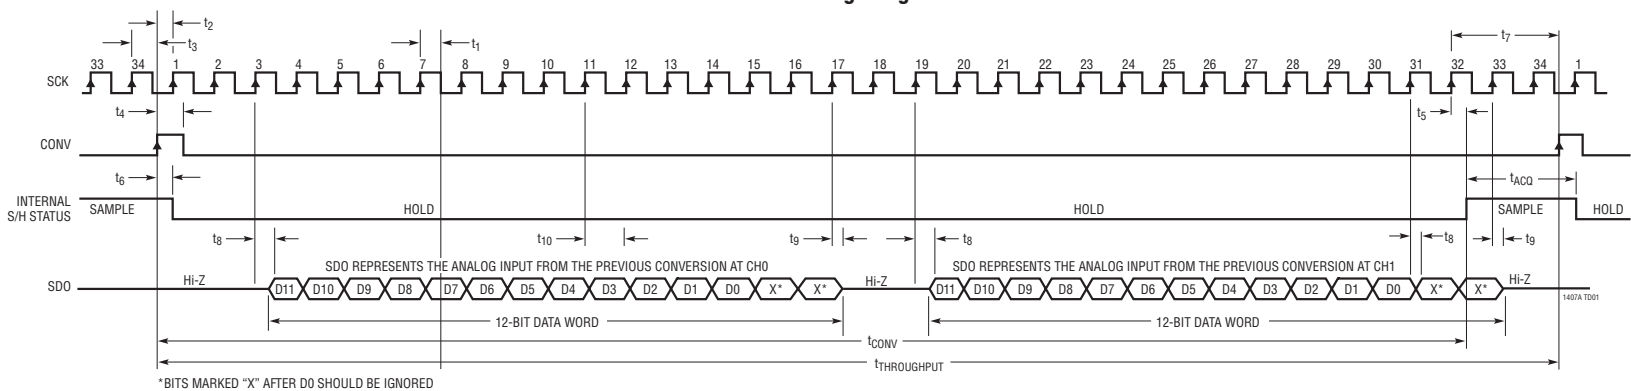 t2
t3
t1
t7
33 34 1 2 3 4 5 6 7 8 9 10 11 12 13 14 15 16 17 18 19 20 21 22 23 24 25 26 27 28 29 30 31 32 33 34 1
SCK
t4
t5
CONV
t6
tACQ
INTERNAL
S/H STATUS
SAMPLE HOLD HOLD SAMPLE HOLD
t8 t10 t9 t8 t8 t9
SDO REPRESENTS THE ANALOG INPUT FROM THE PREVIOUS CONVERSION AT CH0
SDO REPRESENTS THE ANALOG INPUT FROM THE PREVIOUS CONVERSION AT CH1
SDO Hi-Z D11 D10 D9 D8 D7 D6 D5 D4 D3 D2 D1 D0 X* X* Hi-Z D11 D10 D9 D8 D7 D6 D5 D4 D3 D2 D1 D0 X* X* Hi-Z
1407A TD01
12-BIT DATA WORD 12-BIT DATA WORD
tCONV
tTHROUGHPUT
*BITS MARKED "X" AFTER D0 SHOULD BE IGNORED